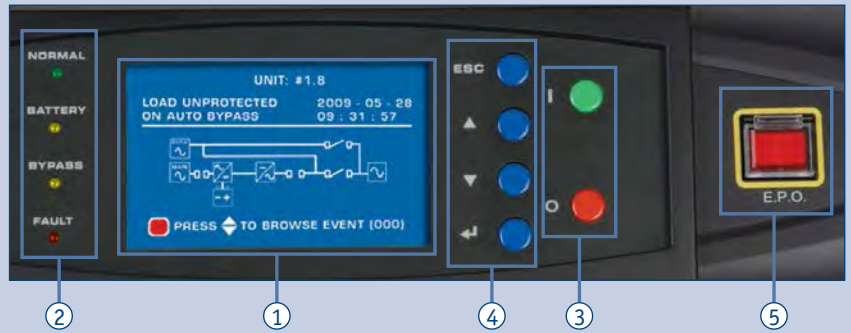 NORMAL
BATTERY
BYPASS
FAULT
UNIT: #1.8
LOAD UNPROTECTED 2009 - 05 - 28
ON AUTO BYPASS 09 : 31 : 57
PRESS TO BROWSE EVENT (000)
ESC
I
O
E.P.O.
2
1
4
3
5